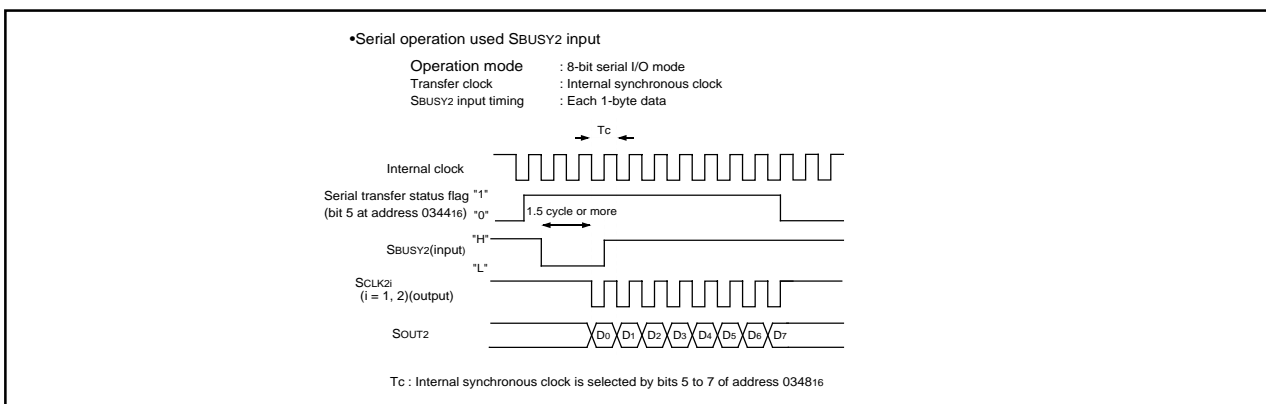 •Serial operation used SBUSY2 input
Operation mode : 8-bit serial I/O mode
Transfer clock : Internal synchronous clock
SBUSY2 input timing : Each 1-byte data
Tc
Internal clock
Serial transfer status flag "1"
(bit 5 at address 034416) "0"
1.5 cycle or more
"H"
SBUSY2(input)
"L"
SCLK2i
(i = 1, 2)(output)
SOUT2
D0 D1 D2 D3 D4 D5 D6 D7
Tc : Internal synchronous clock is selected by bits 5 to 7 of address 034816